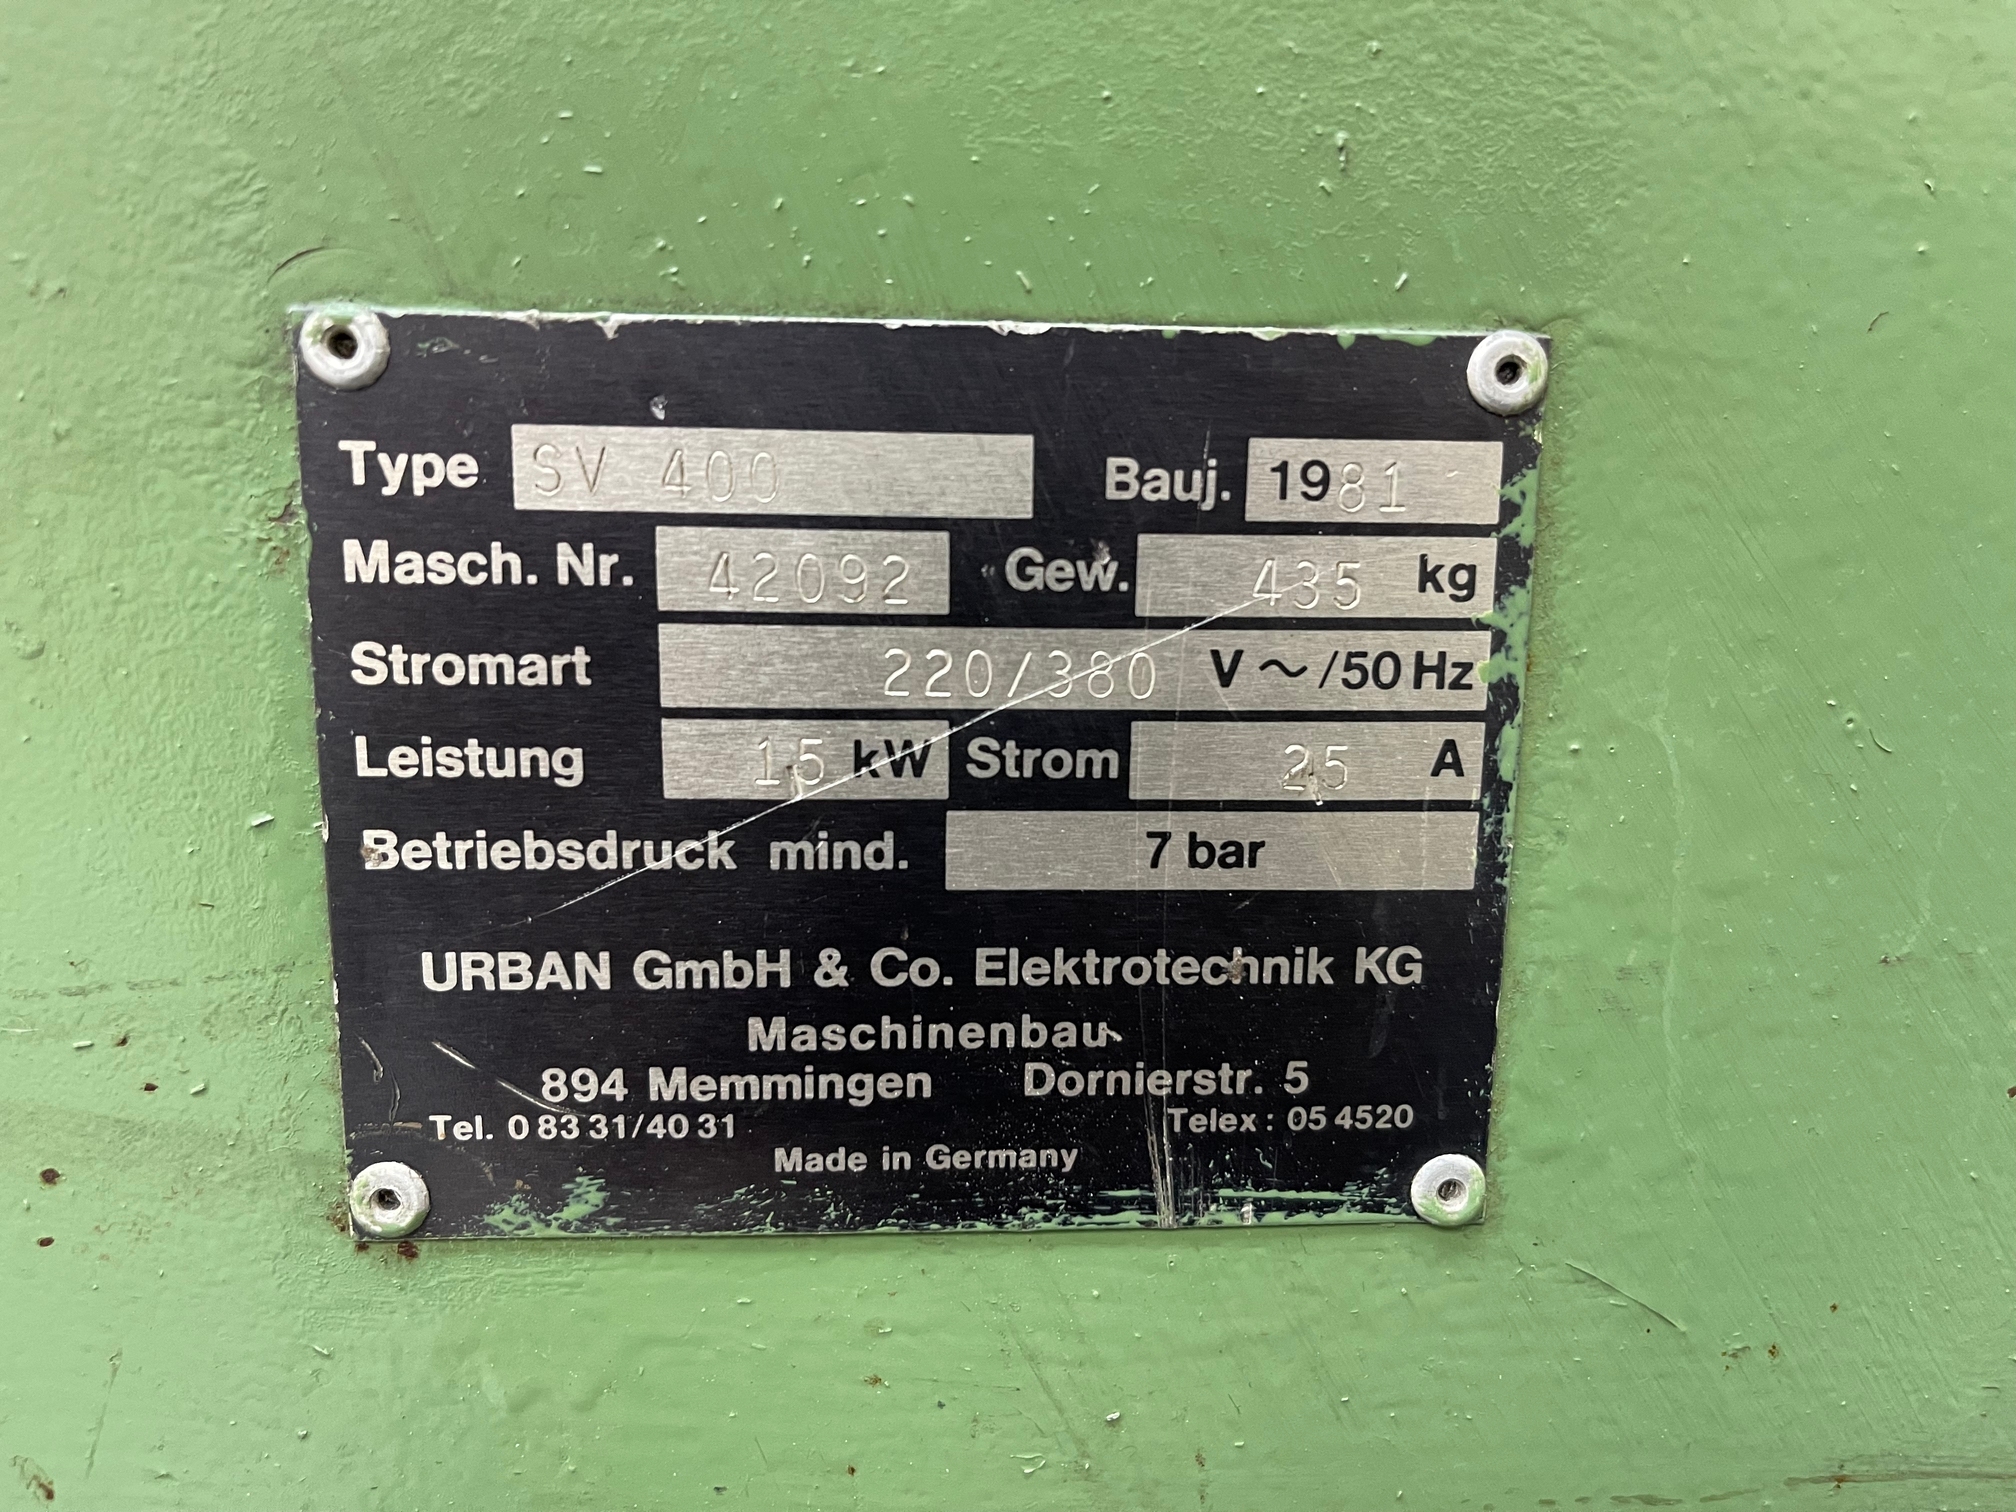 Type SV 400 Bauj. 1981
Masch. Nr. 42092 Gew. 435 kg
Stromart 220/380 V ~ /50 Hz
Leistung 1,5 kW Strom 25 A
Betriebsdruck mind. 7 bar
URBAN GmbH & Co. Elektrotechnik KG
Maschinenbau
894 Memmingen Dornierstr. 5
Tel. 0 83 31/40 31 Telex: 05 4520
Made in Germany